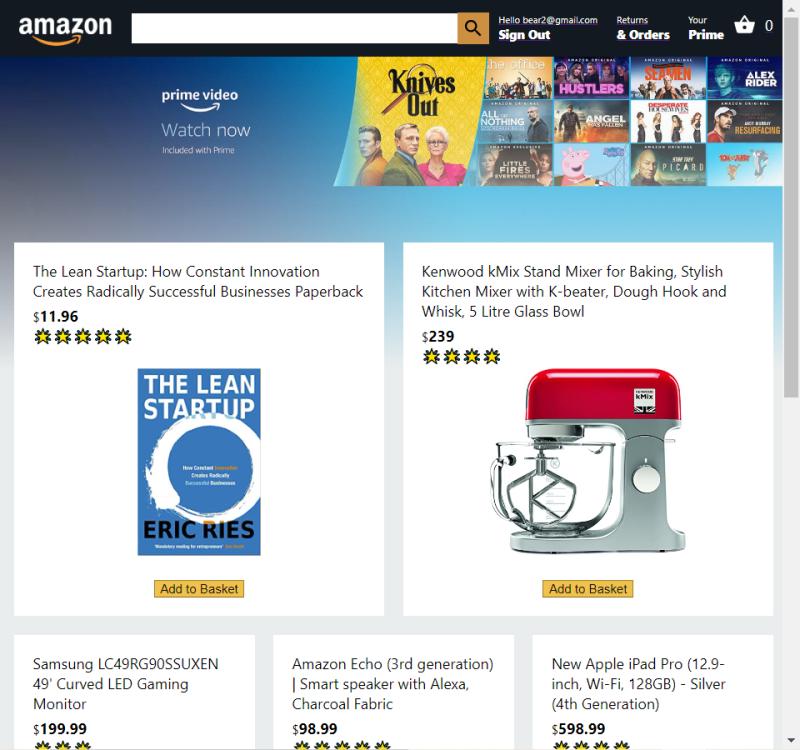 amazon
Hello bear2@gmail.com
Sign Out
Returns
& Orders
Your
Prime
0
prime video
Watch now
Included with Prime
Knives
Out
the office
AMAZON ORIGINAL
HUSTLERS
SEAMEN
AMAZON ORIGINAL
ALEX
RIDER
AMAZON ORIGINAL
ALL OR
NOTHING
ANGEL
HAS FALLEN
DESPERATE
HOUSEWIVES
ANDY MURRAY
RESURFACING
AMAZON EXCLUSIVE
LITTLE
FIRES
EVERYWHERE
AMAZON ORIGINAL
STAR TREK
PICARD
TOM and JERRY
The Lean Startup: How Constant Innovation
Creates Radically Successful Businesses Paperback
$11.96
THE LEAN
STARTUP
How Constant Innovation
Creates Radically
Successful Businesses
ERIC RIES
'Mandatory reading for entrepreneurs'
Add to Basket
Kenwood kMix Stand Mixer for Baking, Stylish
Kitchen Mixer with K-beater, Dough Hook and
Whisk, 5 Litre Glass Bowl
$239
kMix
Add to Basket
Samsung LC49RG90SSUXEN
49' Curved LED Gaming
Monitor
$199.99
Amazon Echo (3rd generation)
| Smart speaker with Alexa,
Charcoal Fabric
$98.99
New Apple iPad Pro (12.9-
inch, Wi-Fi, 128GB) - Silver
(4th Generation)
$598.99